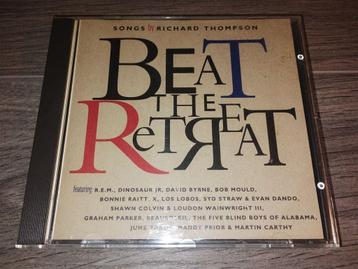 SONGS by RICHARD THOMPSON
BEAT
THE
RETREAT
Featuring: R.E.M., DINOSAUR JR, DAVID BYRNE, BOB MOULD,
BONNIE RAITT, X, LOS LOBOS, SYD STRAW & EVAN DANDO,
SHAWN COLVIN & LOUDON WAINWRIGHT III,
GRAHAM PARKER, BEAUSOLEIL, THE FIVE BLIND BOYS OF ALABAMA,
JUNE TABOR, MADDY PRIOR & MARTIN CARTHY